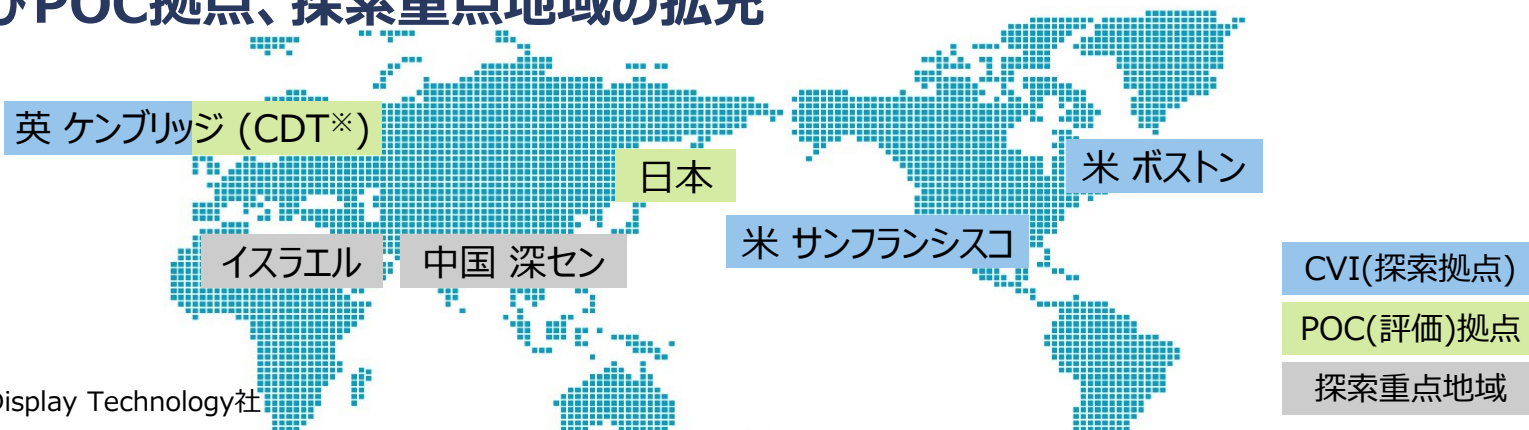 びPOC拠点、探索重点地域の拡充
英 ケンブリッジ (CDT※)
日本
米 ボストン
米 サンフランシスコ
イスラエル
中国 深セン
CVI(探索拠点)
POC(評価)拠点
探索重点地域
Display Technology社